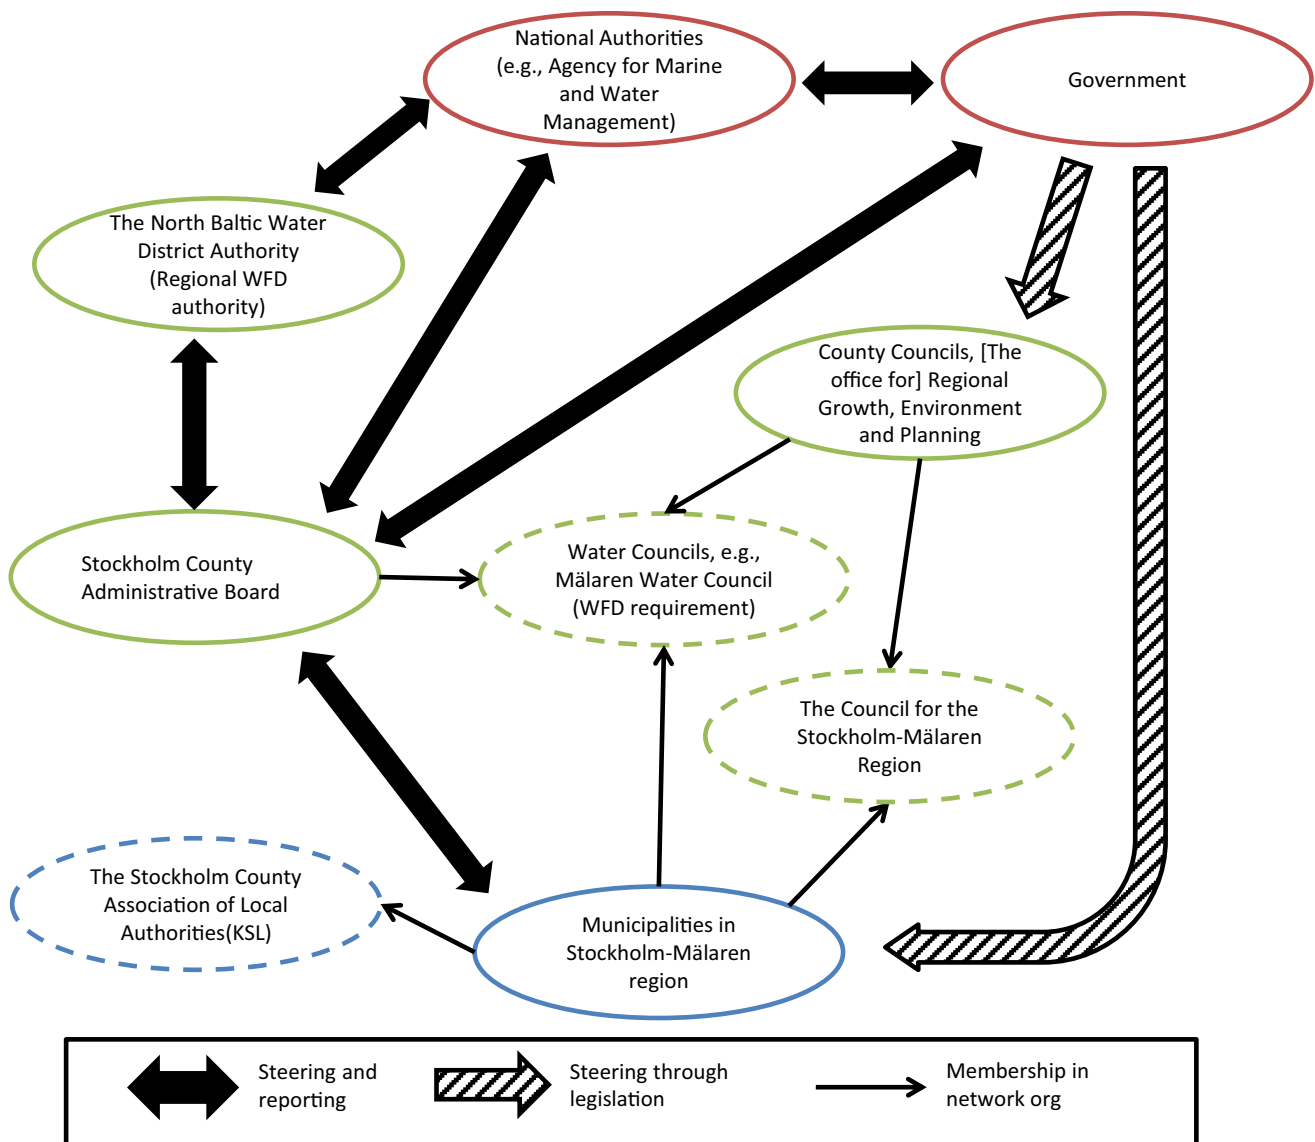 National Authorities
(e.g., Agency for Marine
and Water
Management)
Government
The North Baltic Water
District Authority
(Regional WFD
authority)
County Councils, [The
office for] Regional
Growth, Environment
and Planning
Stockholm County
Administrative Board
Water Councils, e.g.,
Mälaren Water Council
(WFD requirement)
The Council for the
Stockholm-Mälaren
Region
The Stockholm County
Association of Local
Authorities(KSL)
Municipalities in
Stockholm-Mälaren
region
Steering and
reporting
Steering through
legislation
Membership in
network org